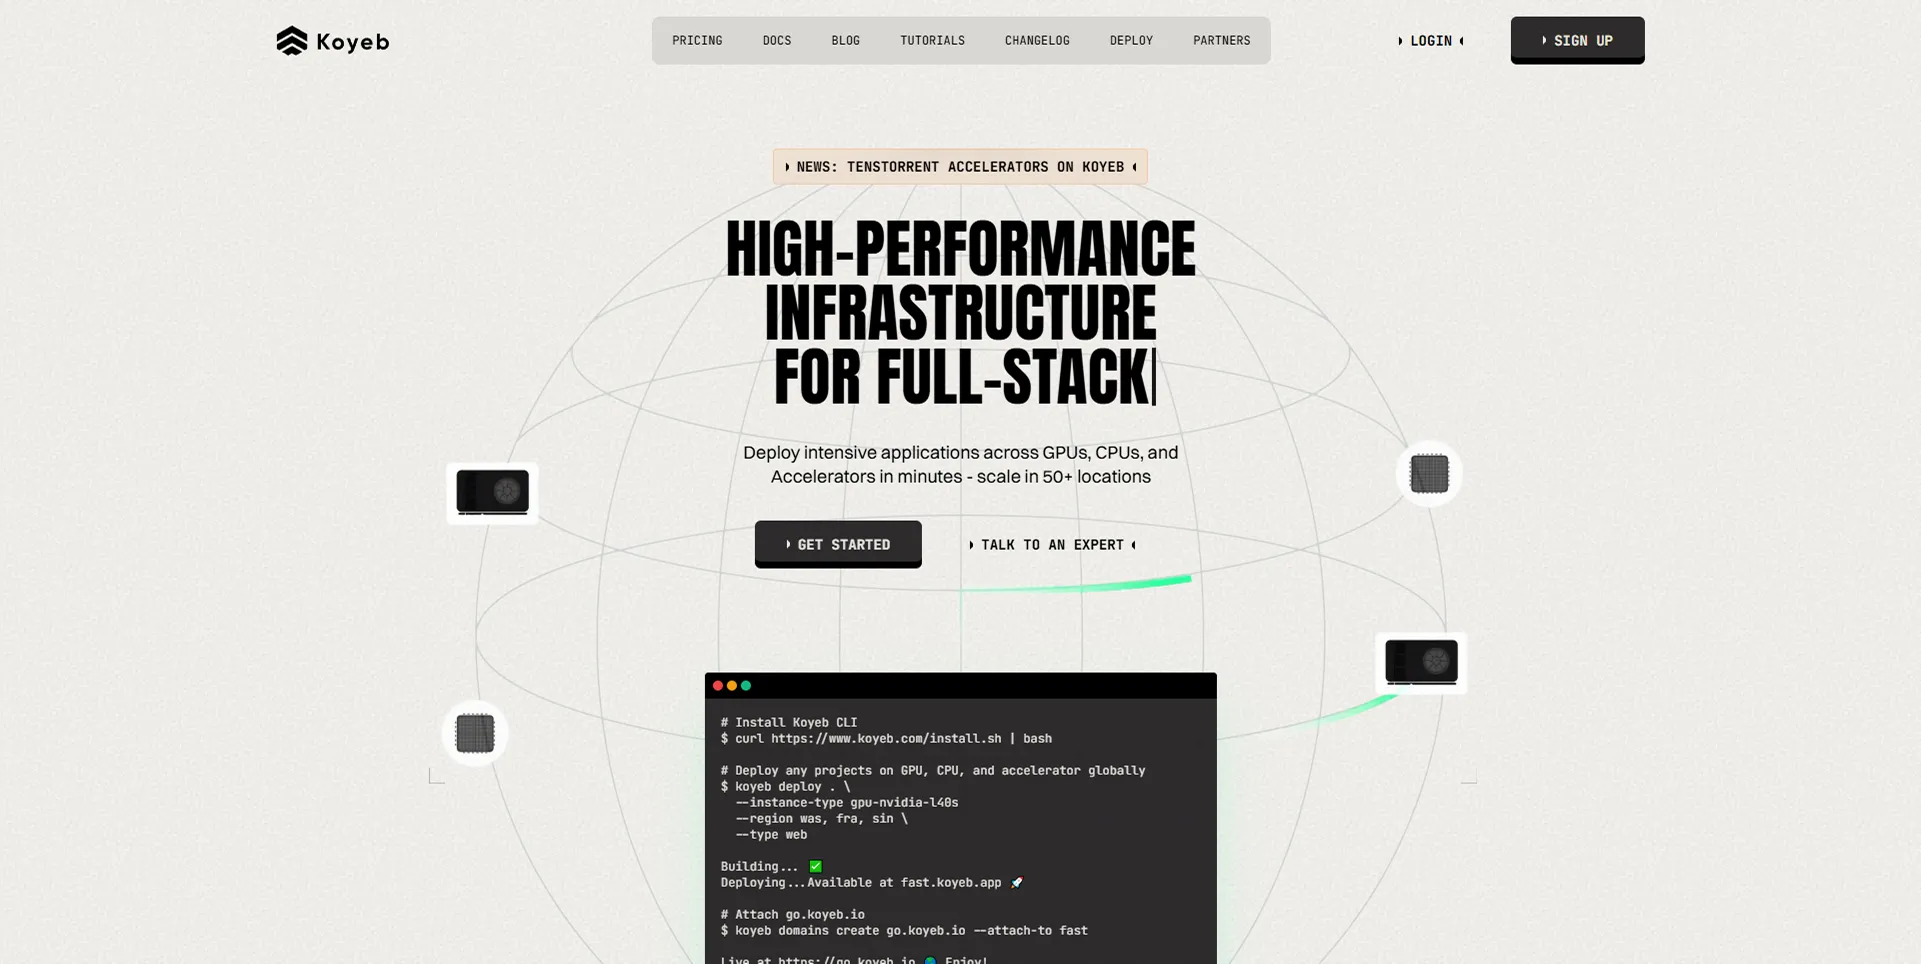 Koyeb
PRICING DOCS BLOG TUTORIALS CHANGELOG DEPLOY PARTNERS
LOGIN
SIGN UP
NEWS: TENSTORRENT ACCELERATORS ON KOYEB
HIGH-PERFORMANCE
INFRASTRUCTURE
FOR FULL-STACK
Deploy intensive applications across GPUs, CPUs, and
Accelerators in minutes - scale in 50+ locations
GET STARTED
TALK TO AN EXPERT
# Install Koyeb CLI
$ curl https://www.koyeb.com/install.sh | bash
# Deploy any projects on GPU, CPU, and accelerator globally
$ koyeb deploy . \
--instance-type gpu-nvidia-l40s
--region was, fra, sin \
--type web
Building... ✅
Deploying...Available at fast.koyeb.app 🚀
# Attach go.koyeb.io
$ koyeb domains create go.koyeb.io --attach-to fast
Live at https://go.koyeb.io 🌍 Enjoy!